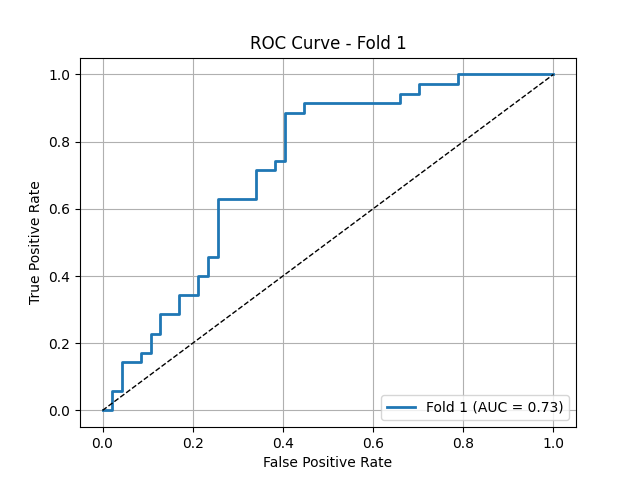 ROC Curve - Fold 1
True Positive Rate
1.0
0.8
0.6
0.4
0.2
0.0
Fold 1 (AUC = 0.73)
0.0 0.2 0.4 0.6 0.8 1.0
False Positive Rate